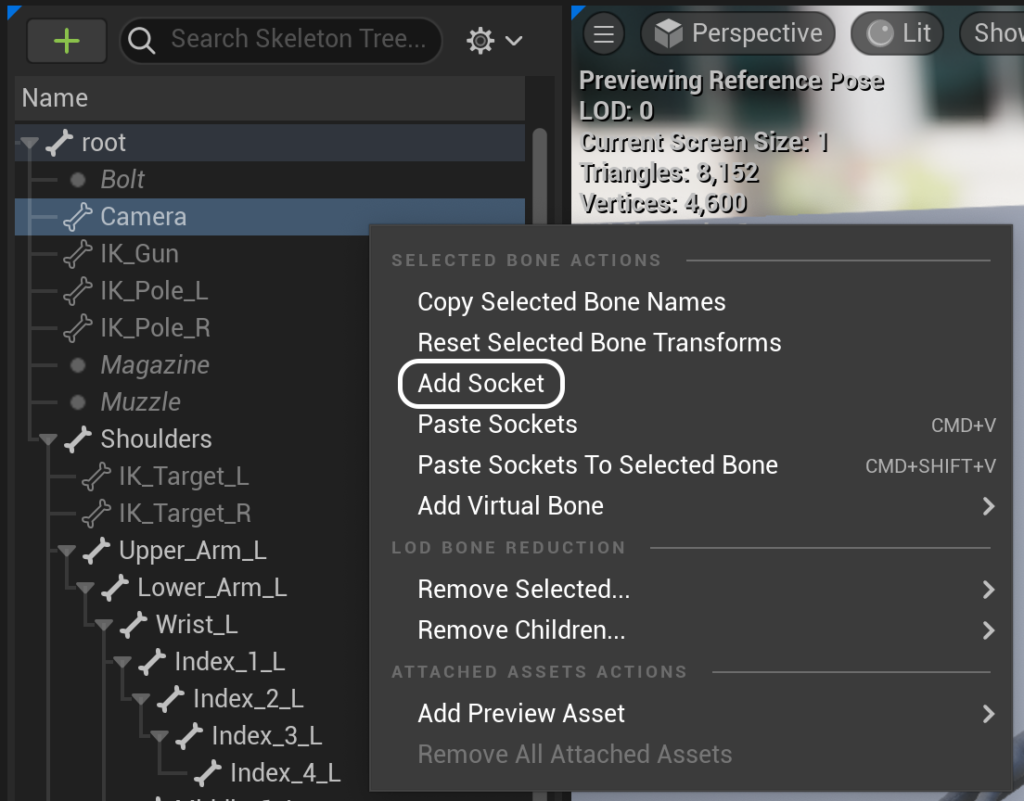 Search Skeleton Tree...
Perspective
Lit
Show
Name
Previewing Reference Pose
LOD: 0
Current Screen Size: 1
Triangles: 8,152
Vertices: 4,600
root
Bolt
Camera
IK_Gun
IK_Pole_L
IK_Pole_R
Magazine
Muzzle
Shoulders
IK_Target_L
IK_Target_R
Upper_Arm_L
Lower_Arm_L
Wrist_L
Index_1_L
Index_2_L
Index_3_L
Index_4_L
SELECTED BONE ACTIONS
Copy Selected Bone Names
Reset Selected Bone Transforms
Add Socket
Paste Sockets CMD+V
Paste Sockets To Selected Bone CMD+SHIFT+V
Add Virtual Bone
LOD BONE REDUCTION
Remove Selected...
Remove Children...
ATTACHED ASSETS ACTIONS
Add Preview Asset
Remove All Attached Assets